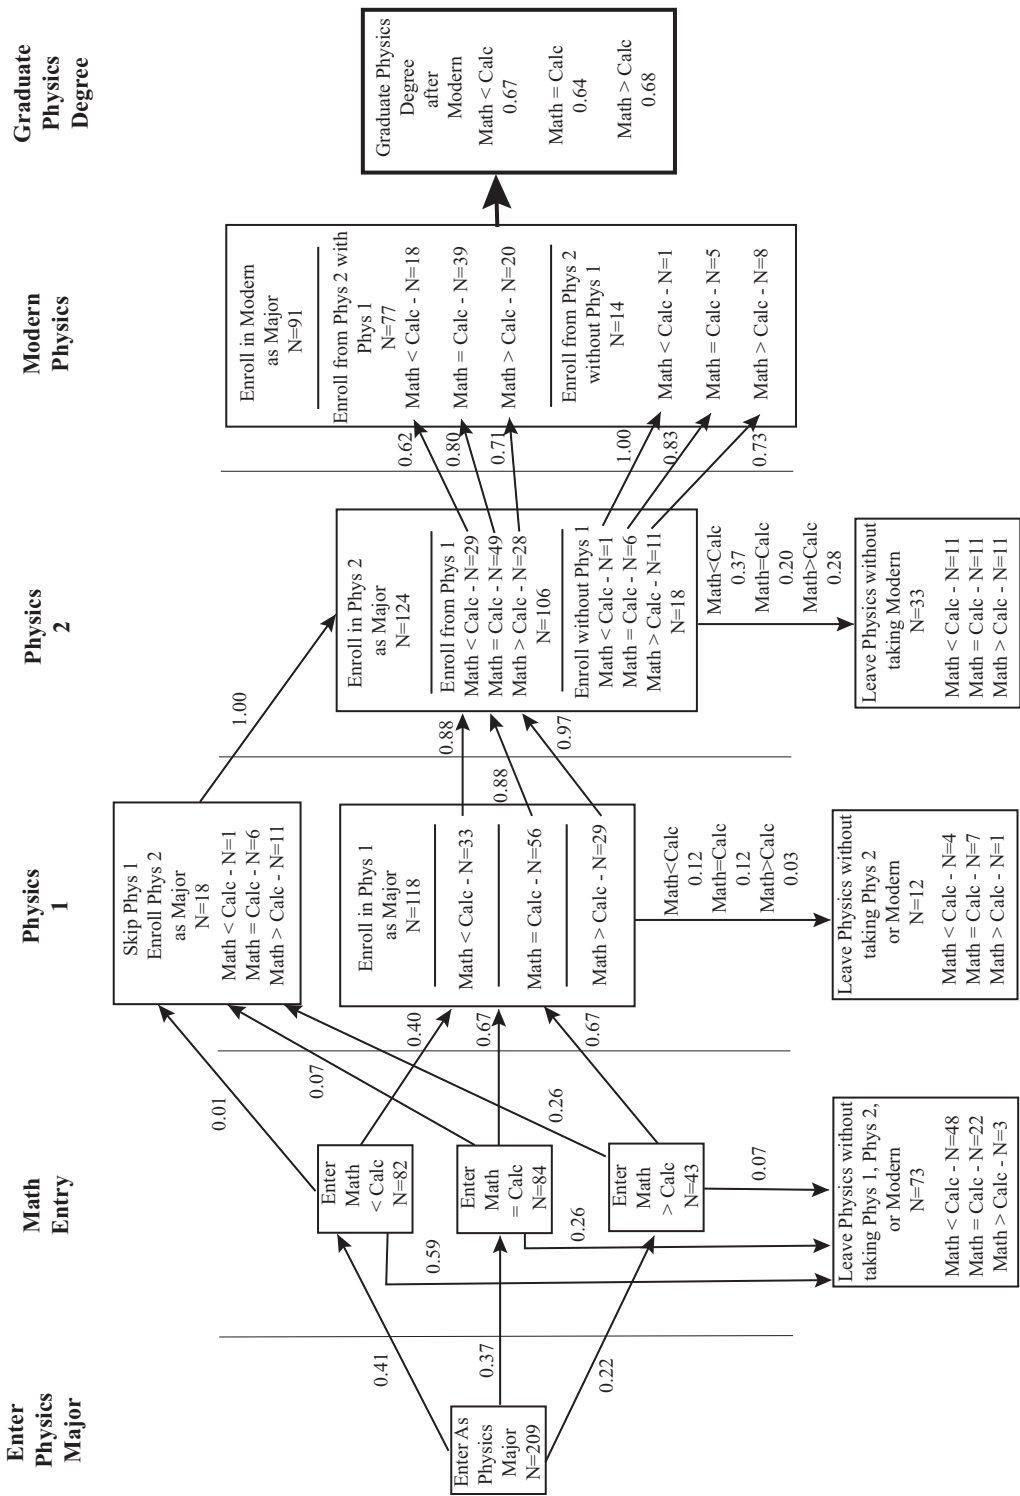 Enter
Physics
Major
Math
Entry
Physics
1
Physics
2
Modern
Physics
Graduate
Physics
Degree
Enter As
Physics
Major
N=209
0.41
0.37
0.22
Enter
Math
< Calc
N=82
Enter
Math
= Calc
N=84
Enter
Math
> Calc
N=43
0.01
0.07
0.26
0.40
0.67
0.67
0.59
0.26
0.07
Leave Physics without
taking Phys 1, Phys 2,
or Modern
N=73
Math < Calc - N=48
Math = Calc - N=22
Math > Calc - N=3
Skip Phys 1
Enroll Phys 2
as Major
N=18
Math < Calc - N=1
Math = Calc - N=6
Math > Calc - N=11
1.00
Enroll in Phys 1
as Major
N=118
Math < Calc - N=33
Math = Calc - N=56
Math > Calc - N=29
0.88
0.88
0.97
Math<Calc
0.12
Math=Calc
0.12
Math>Calc
0.03
Leave Physics without
taking Phys 2
or Modern
N=12
Math < Calc - N=4
Math = Calc - N=7
Math > Calc - N=1
Enroll in Phys 2
as Major
N=124
Enroll from Phys 1
Math < Calc - N=29
Math = Calc - N=49
Math > Calc - N=28
N=106
Enroll without Phys 1
Math < Calc - N=1
Math = Calc - N=6
Math > Calc - N=11
N=18
0.62
0.80
0.71
1.00
0.83
0.73
Math<Calc
0.37
Math=Calc
0.20
Math>Calc
0.28
Leave Physics without
taking Modern
N=33
Math < Calc - N=11
Math = Calc - N=11
Math > Calc - N=11
Enroll in Modern
as Major
N=91
Enroll from Phys 2 with
Phys 1
N=77
Math < Calc - N=18
Math = Calc - N=39
Math > Calc - N=20
Enroll from Phys 2
without Phys 1
N=14
Math < Calc - N=1
Math = Calc - N=5
Math > Calc - N=8
Graduate Physics
Degree
after
Modern
Math < Calc
0.67
Math = Calc
0.64
Math > Calc
0.68